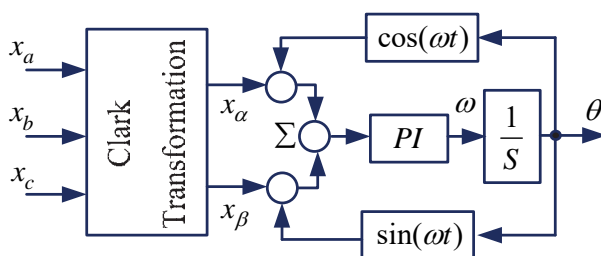 x_a
x_b
x_c
Clark
Transformation
x_α
x_β
cos(ωt)
Σ
PI
ω
1
S
θ
sin(ωt)